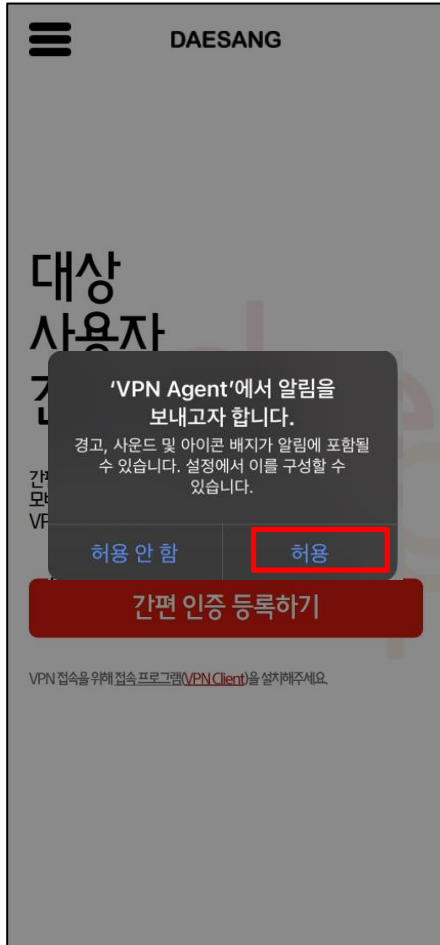 DAESANG
대상
사용자
'VPN Agent'에서 알림을
보내고자 합니다.
경고, 사운드 및 아이콘 배지가 알림에 포함될
수 있습니다. 설정에서 이를 구성할 수
있습니다.
허용 안 함
허용
간편 인증 등록하기
VPN 접속을 위해 접속 프로그램(VPN Client)을 설치해주세요.